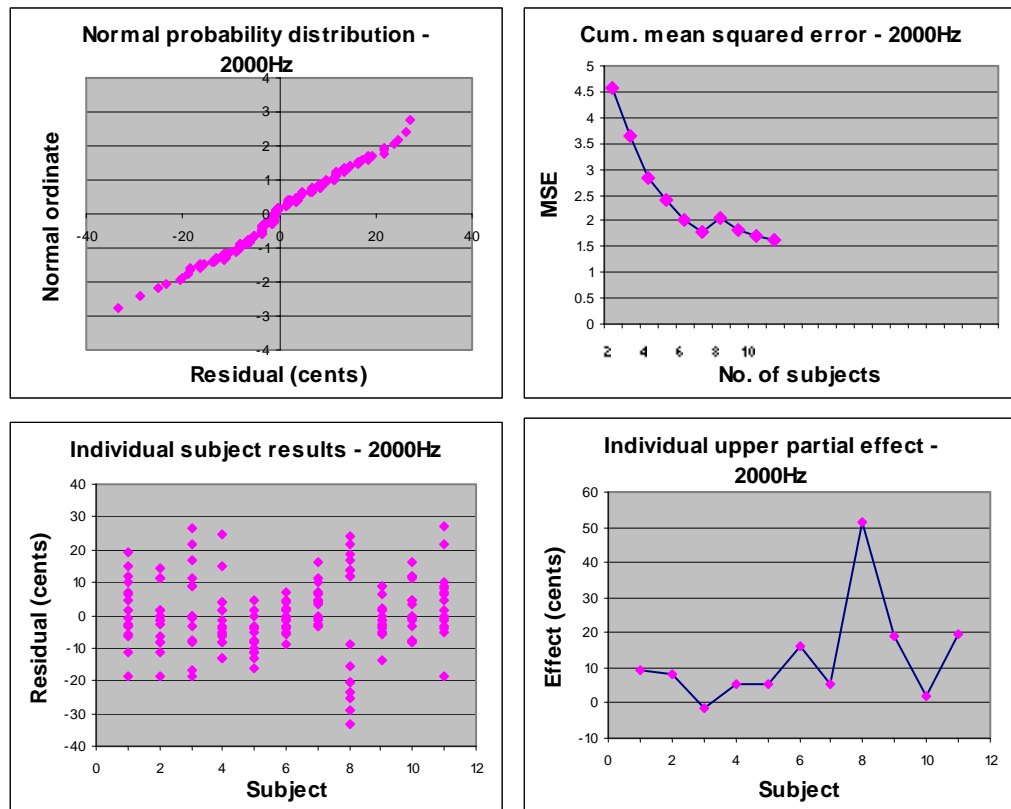 Normal probability distribution -
2000Hz
4
3
2
1
0
-40 -20 0 20 40
-1
-2
-3
-4
Normal ordinate
Residual (cents)
Cum. mean squared error - 2000Hz
5
4.5
4
3.5
3
2.5
2
1.5
1
0.5
0
MSE
2 4 6 8 10
No. of subjects
Individual subject results - 2000Hz
40
30
20
10
0
-10
-20
-30
-40
Residual (cents)
0 2 4 6 8 10 12
Subject
Individual upper partial effect -
2000Hz
60
50
40
30
20
10
0
-10
Effect (cents)
0 2 4 6 8 10 12
Subject